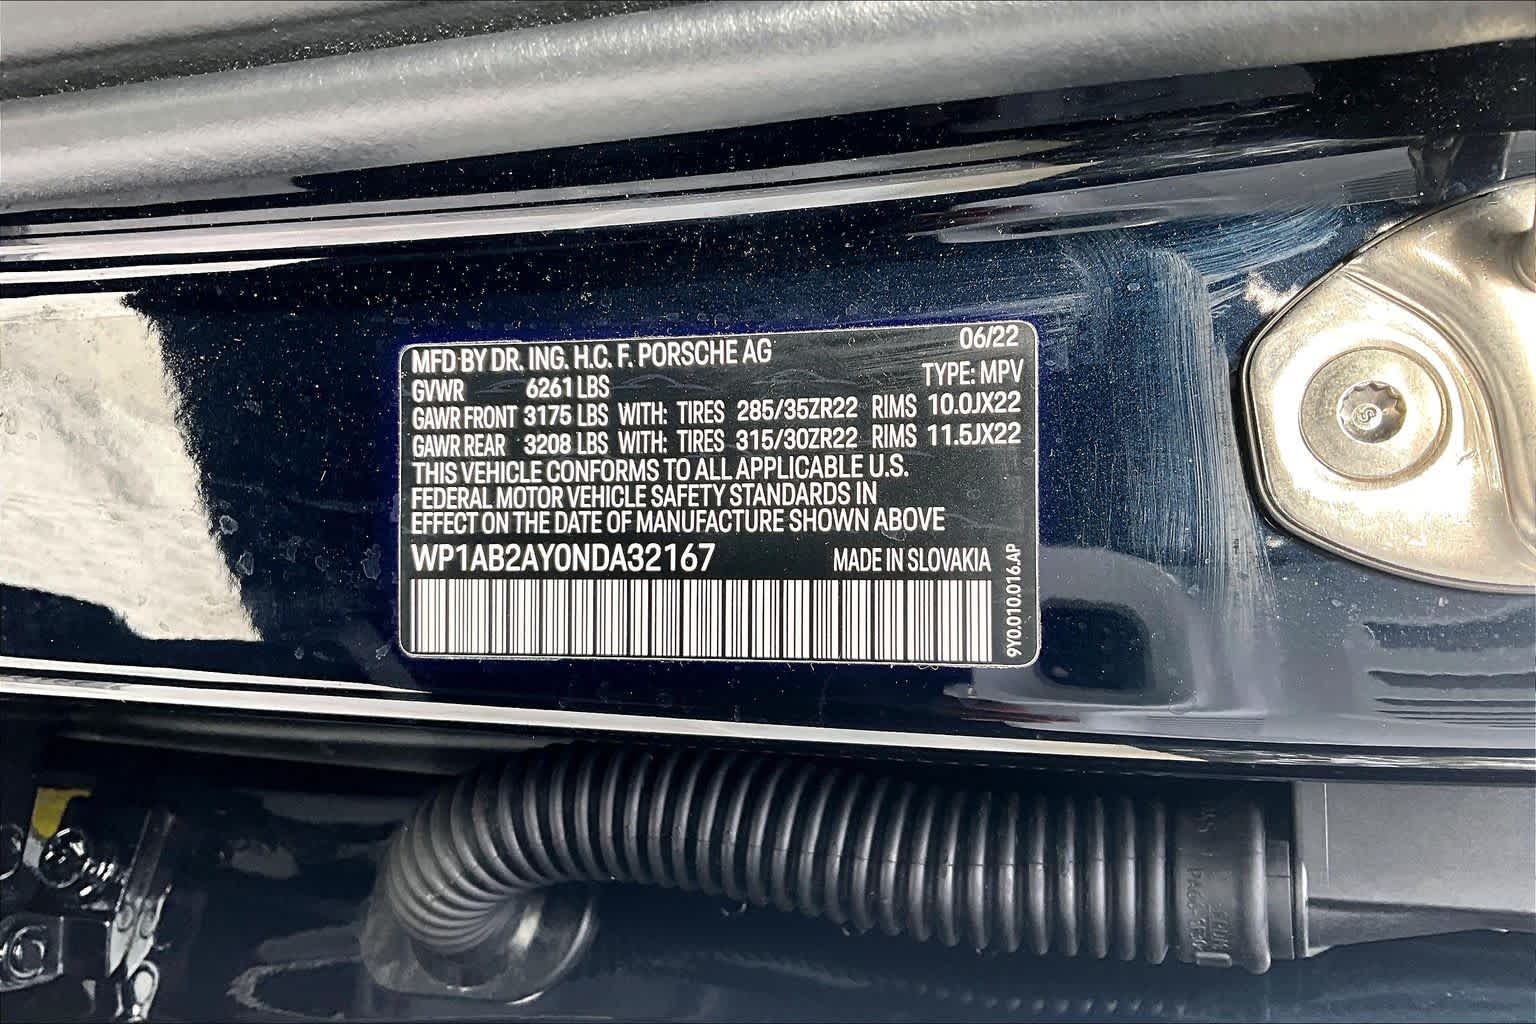 MFD BY DR. ING. H.C. F. PORSCHE AG 06/22
GVWR 6261 LBS TYPE: MPV
GAWR FRONT 3175 LBS WITH: TIRES 285/35ZR22 RIMS 10.0JX22
GAWR REAR 3208 LBS WITH: TIRES 315/30ZR22 RIMS 11.5JX22
THIS VEHICLE CONFORMS TO ALL APPLICABLE U.S.
FEDERAL MOTOR VEHICLE SAFETY STANDARDS IN
EFFECT ON THE DATE OF MANUFACTURE SHOWN ABOVE
WP1AB2AY0NDA32167 MADE IN SLOVAKIA
9Y0.010.016.AP